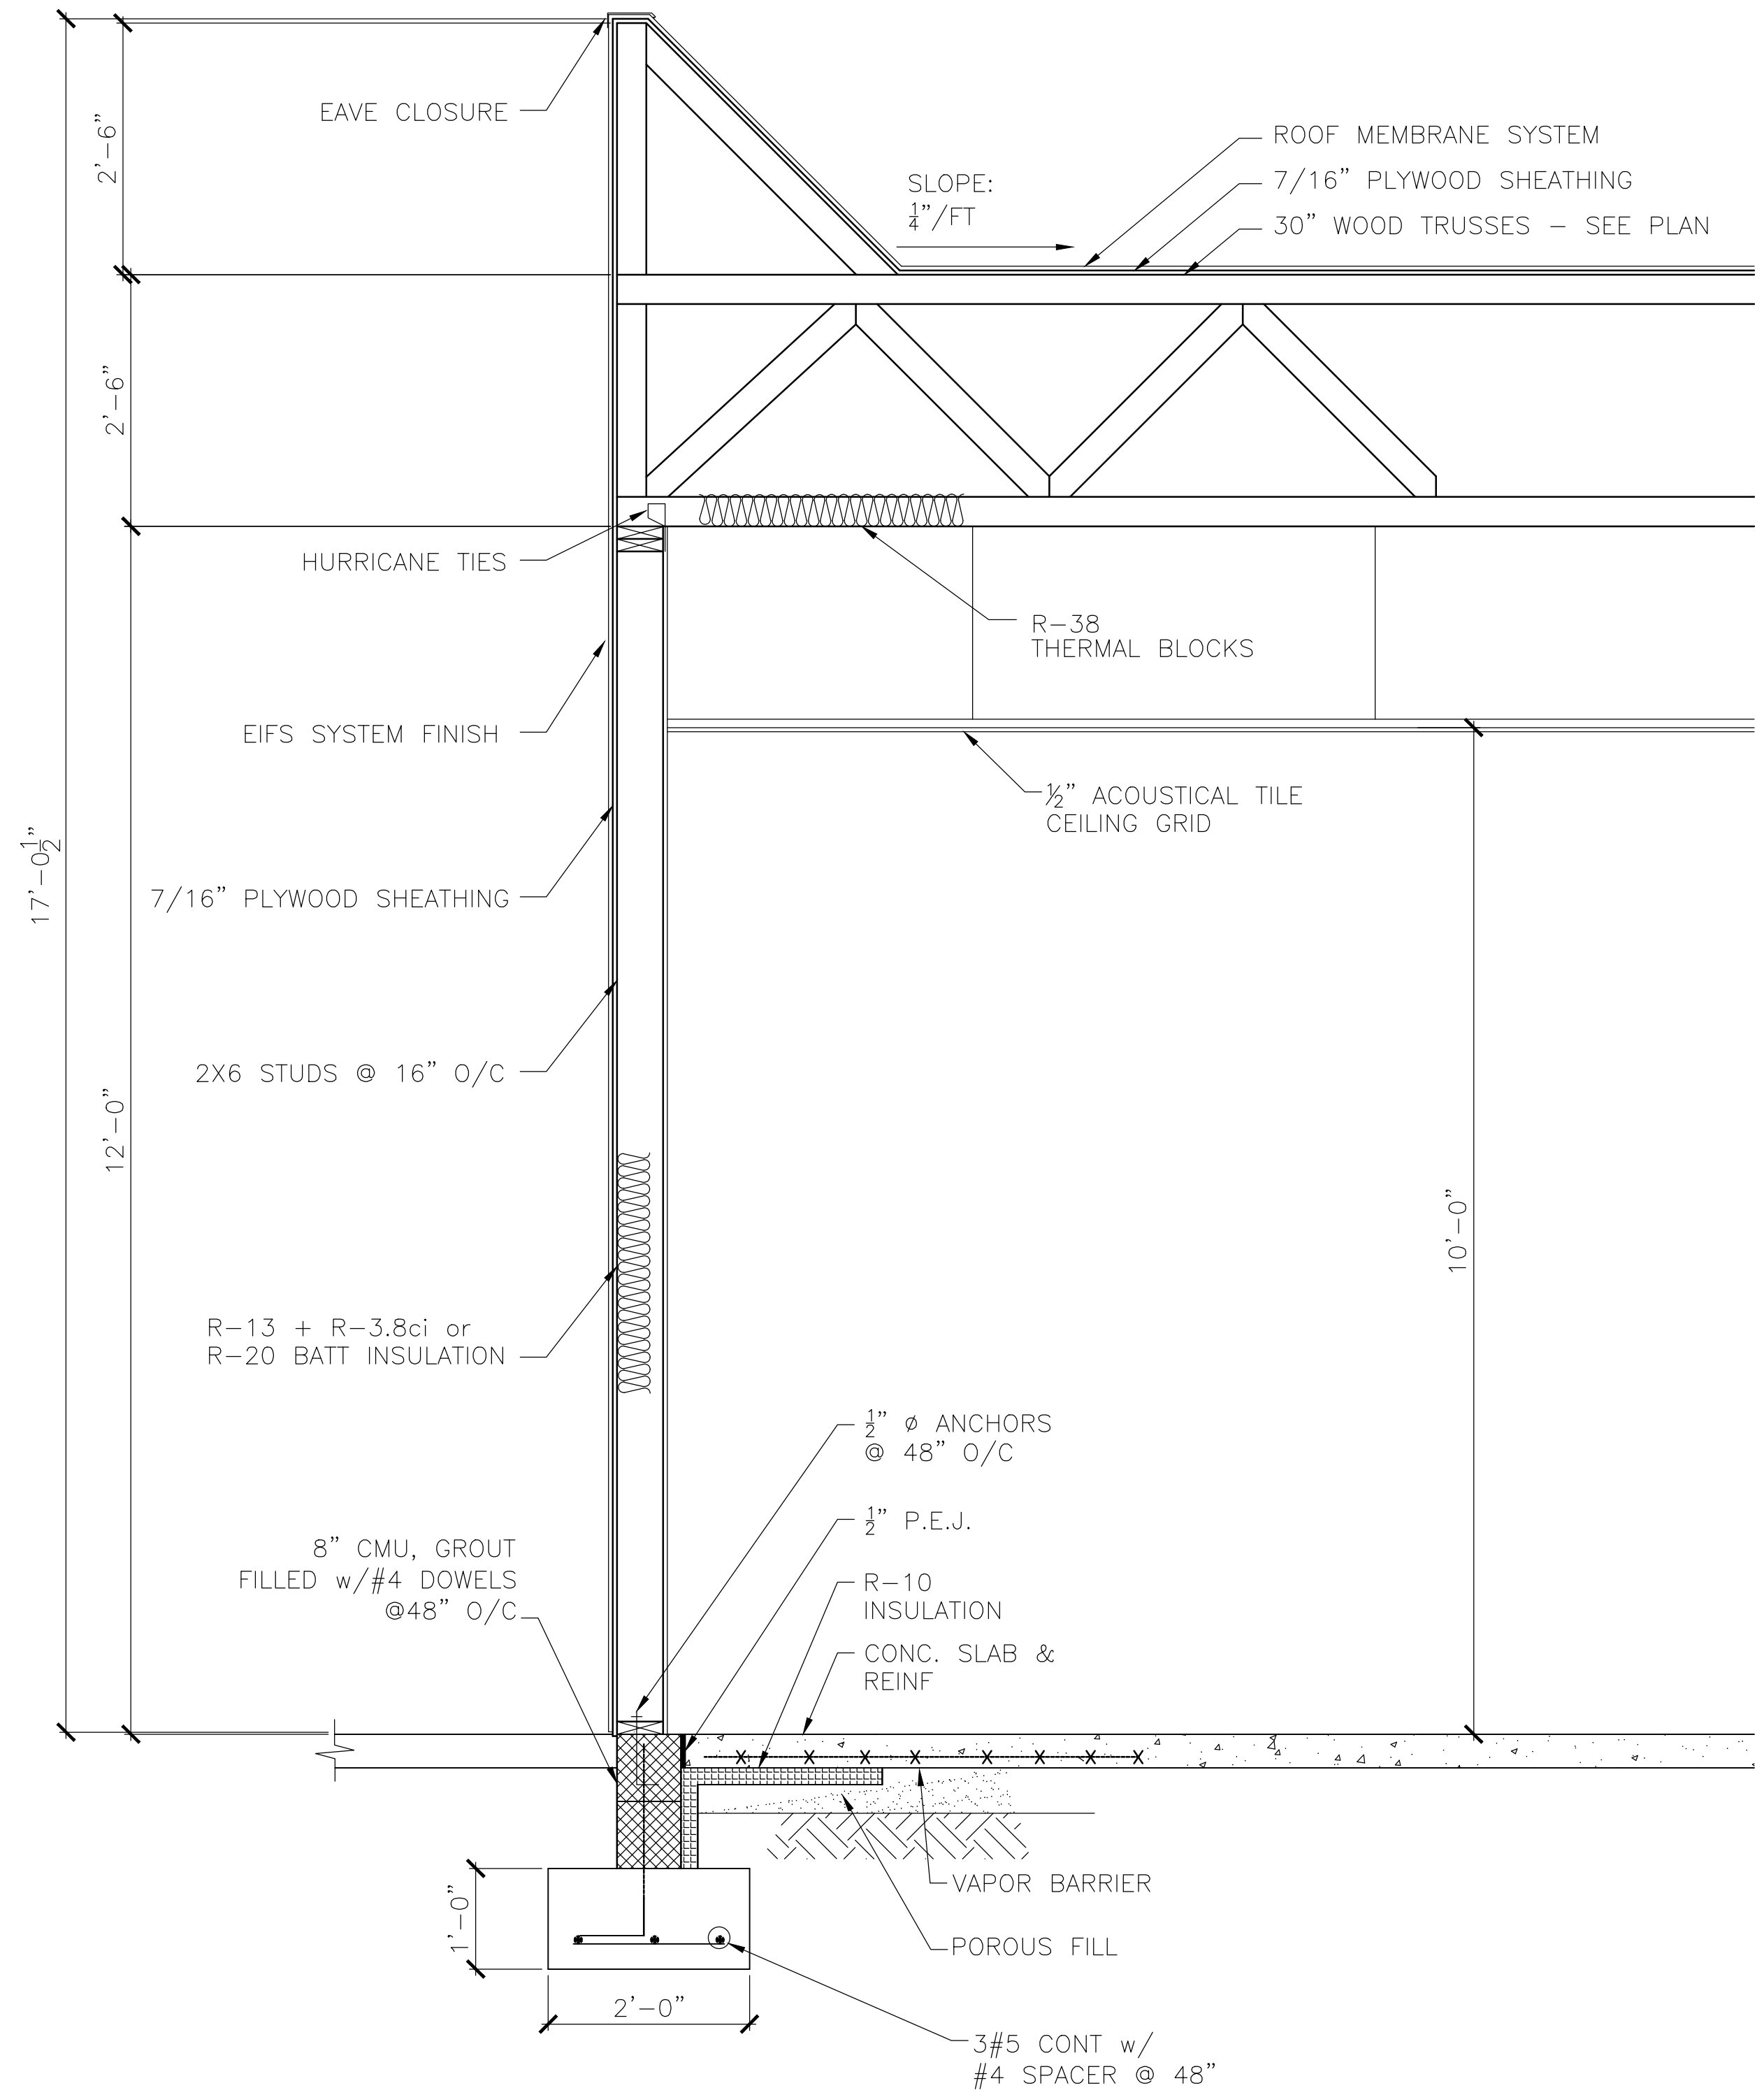 EAVE CLOSURE
2'-6"
ROOF MEMBRANE SYSTEM
7/16" PLYWOOD SHEATHING
30" WOOD TRUSSES - SEE PLAN
SLOPE:
1/4"/FT
2'-6"
HURRICANE TIES
R-38
THERMAL BLOCKS
EIFS SYSTEM FINISH
½" ACOUSTICAL TILE
CEILING GRID
17'-0 1/2"
7/16" PLYWOOD SHEATHING
2X6 STUDS @ 16" O/C
12'-0"
10'-0"
R-13 + R-3.8ci or
R-20 BATT INSULATION
1/2" ø ANCHORS
@ 48" O/C
1/2" P.E.J.
8" CMU, GROUT
FILLED w/#4 DOWELS
@48" O/C
R-10
INSULATION
CONC. SLAB &
REINF
VAPOR BARRIER
1'-0"
POROUS FILL
2'-0"
3#5 CONT w/
#4 SPACER @ 48"